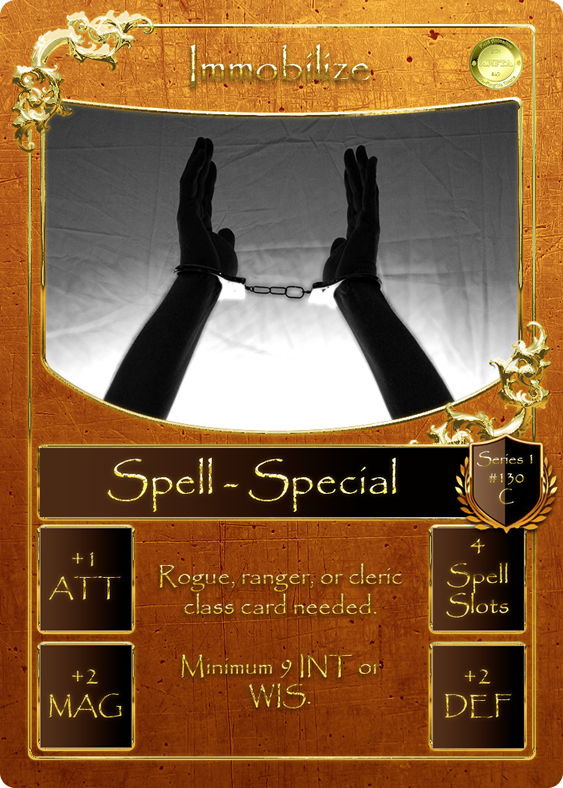 Immobilize
Spell - Special
Series 1
#130
C
+1
ATT
Rogue, ranger, or cleric
class card needed.
4
Spell
Slots
+2
MAG
Minimum 9 INT or
WIS.
+2
DEF